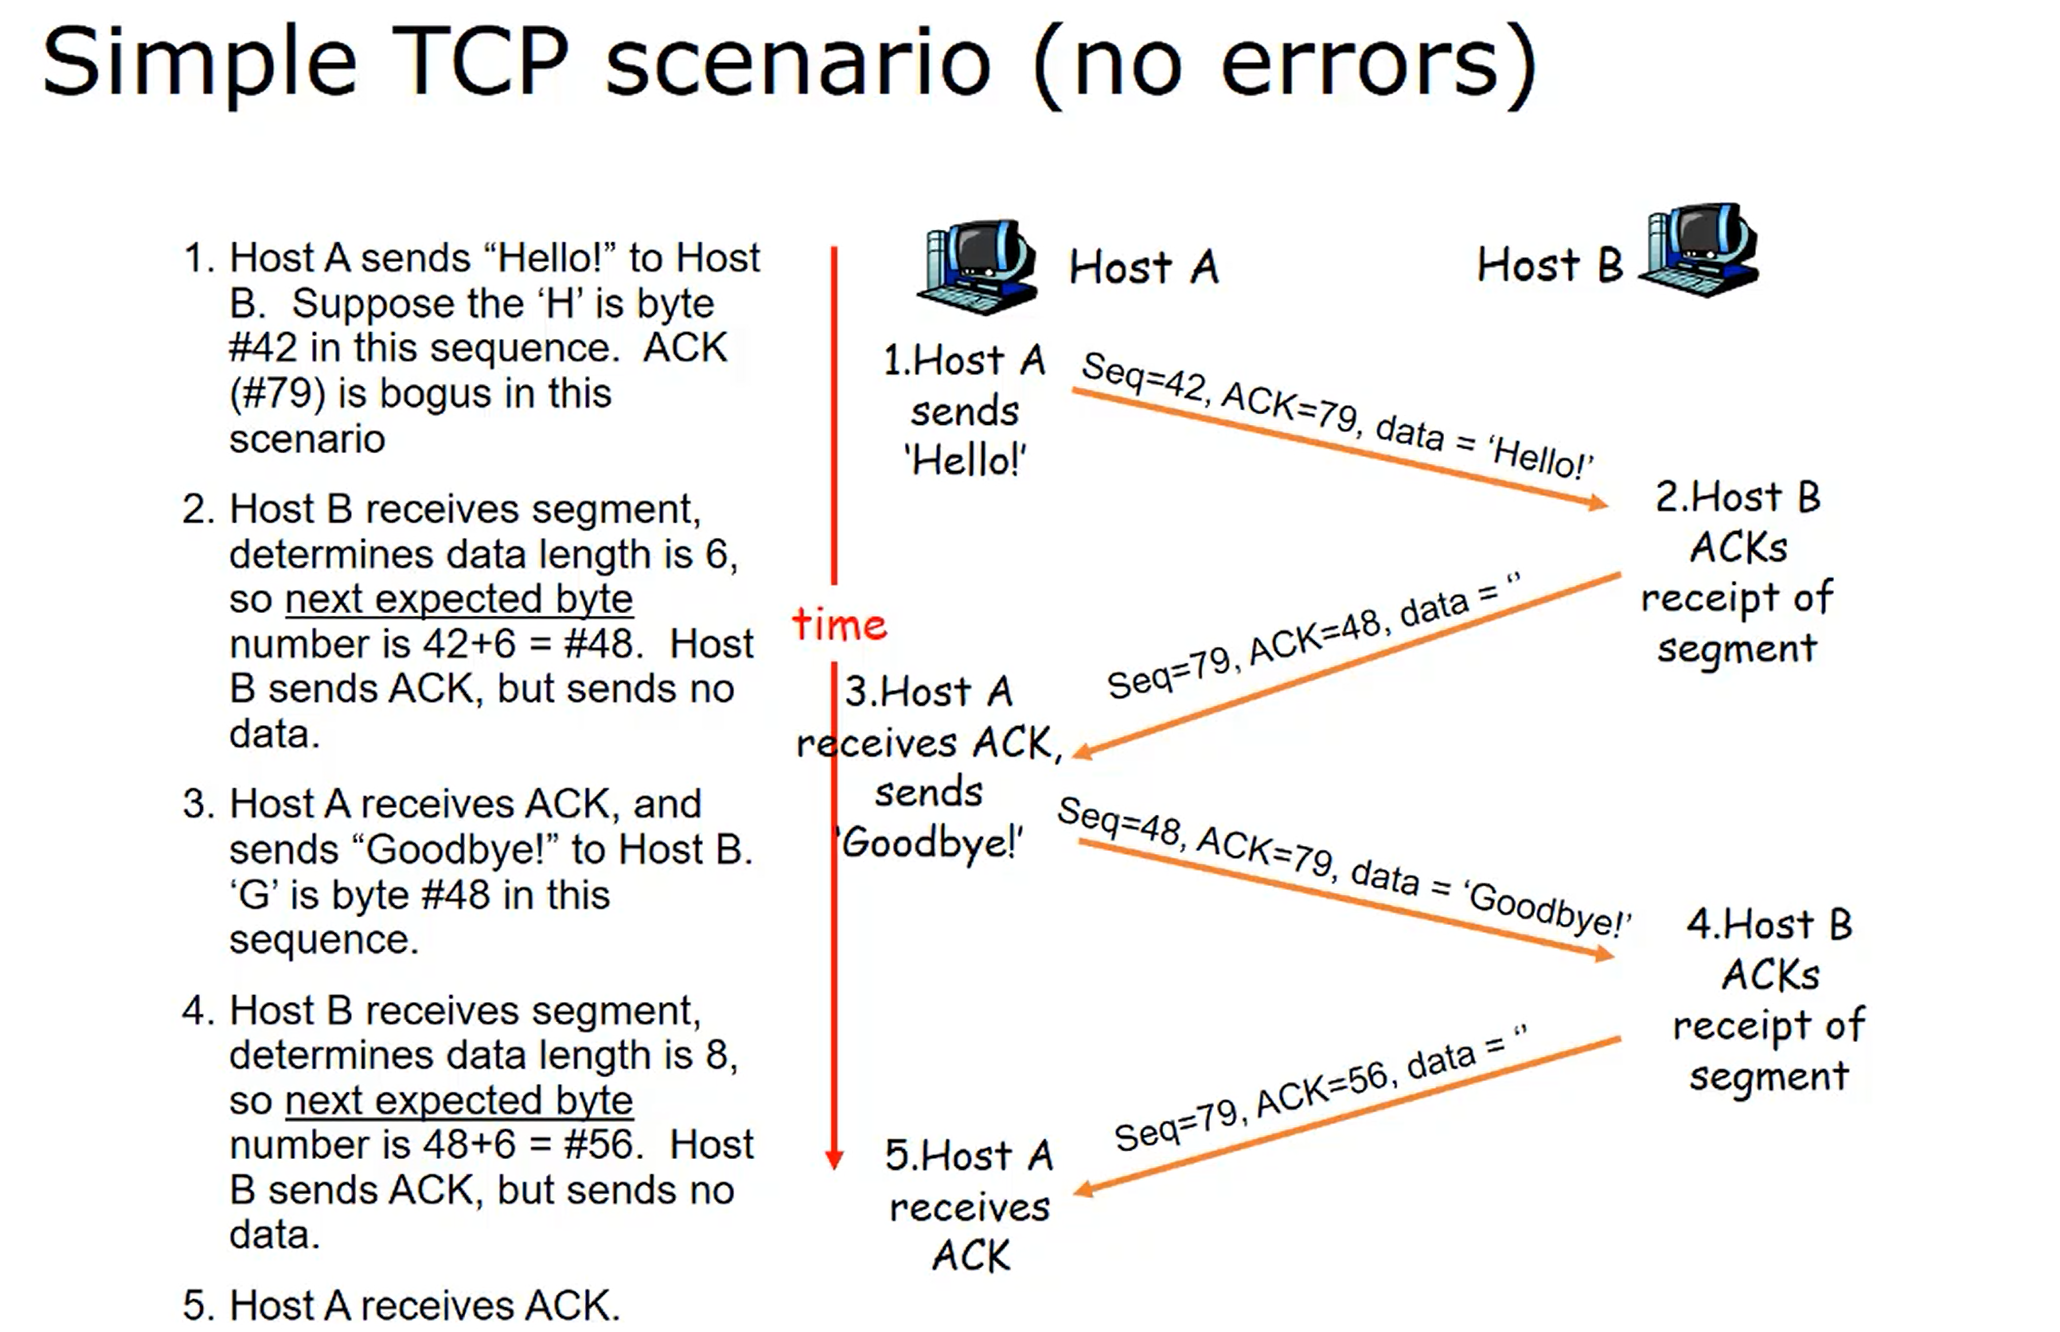 Simple TCP scenario (no errors)
1. Host A sends “Hello!” to Host
B.  Suppose the ‘H’ is byte
#42 in this sequence.  ACK
(#79) is bogus in this
scenario
2. Host B receives segment,
determines data length is 6,
so next expected byte
number is 42+6 = #48.  Host
B sends ACK, but sends no
data.
3. Host A receives ACK, and
sends “Goodbye!” to Host B.
‘G’ is byte #48 in this
sequence.
4. Host B receives segment,
determines data length is 8,
so next expected byte
number is 48+6 = #56.  Host
B sends ACK, but sends no
data.
5. Host A receives ACK.
time
Host A
Host B
1.Host A
sends
'Hello!'
Seq=42, ACK=79, data = ‘Hello!’
2.Host B
ACKs
receipt of
segment
Seq=79, ACK=48, data = ‘’
3.Host A
receives ACK,
sends
'Goodbye!'
Seq=48, ACK=79, data = ‘Goodbye!’
4.Host B
ACKs
receipt of
segment
Seq=79, ACK=56, data = ‘’
5.Host A
receives
ACK